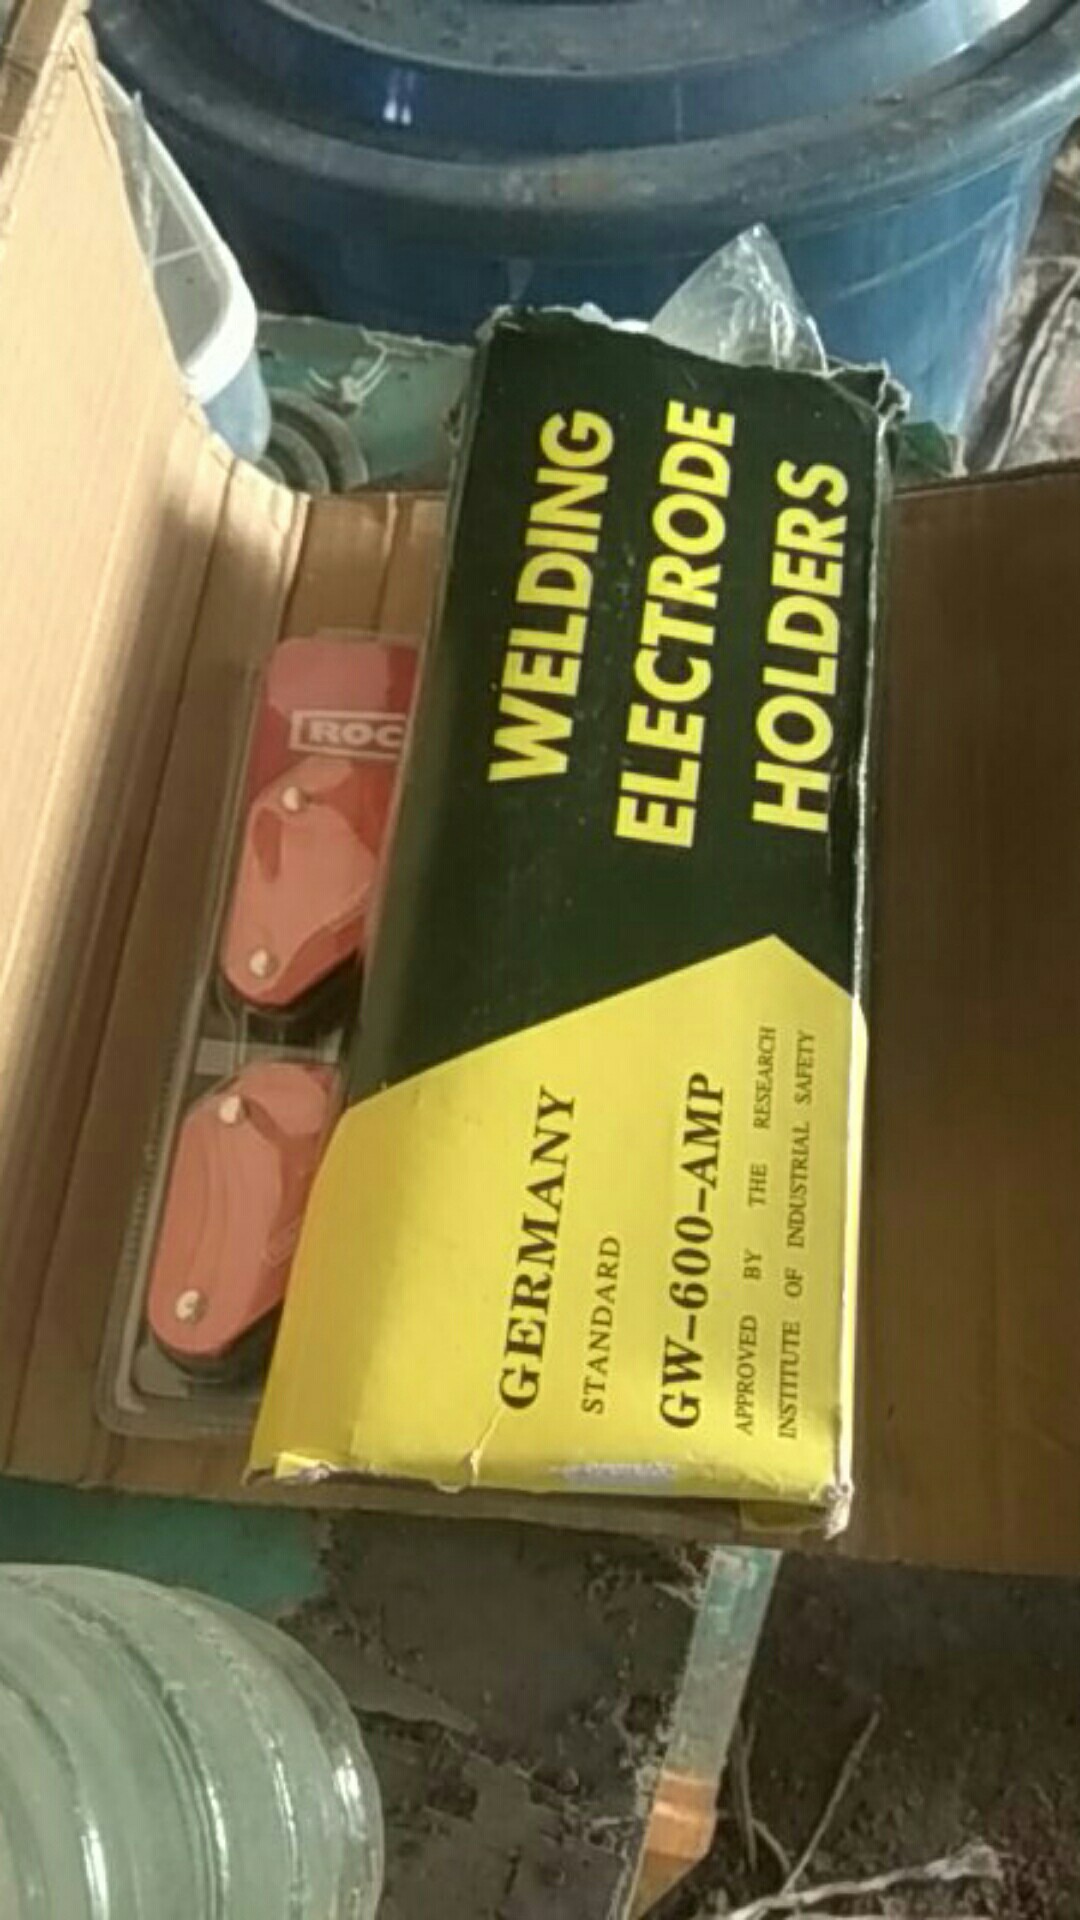 WELDING
ELECTRODE
HOLDERS
GERMANY
STANDARD
GW-600-AMP
APPROVED BY THE RESEARCH
INSTITUTE OF INDUSTRIAL SAFETY
ROC